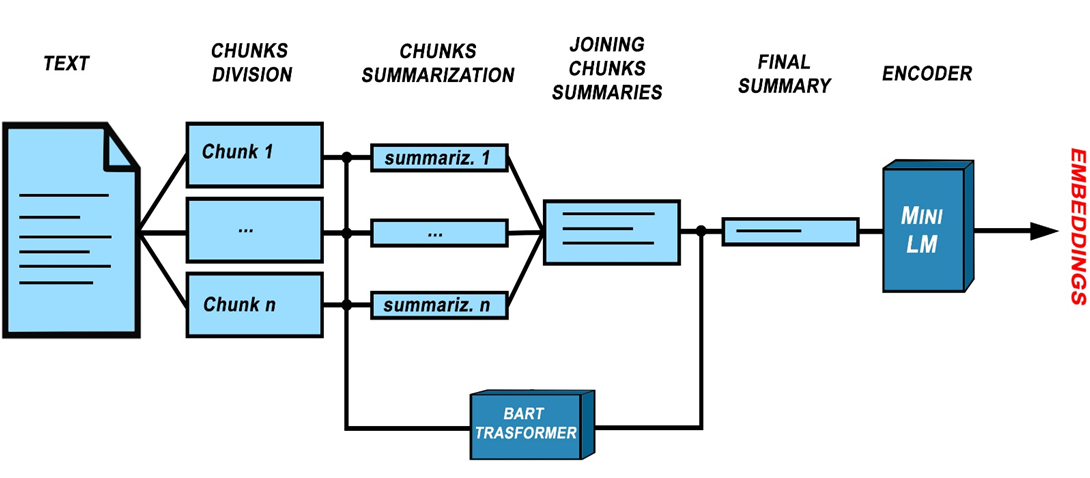 TEXT
CHUNKS
DIVISION
CHUNKS
SUMMARIZATION
JOINING
CHUNKS
SUMMARIES
FINAL
SUMMARY
ENCODER
Chunk 1
...
Chunk n
summariz. 1
...
summariz. n
MINI
LM
EMBEDDINGS
BART
TRASFORMER